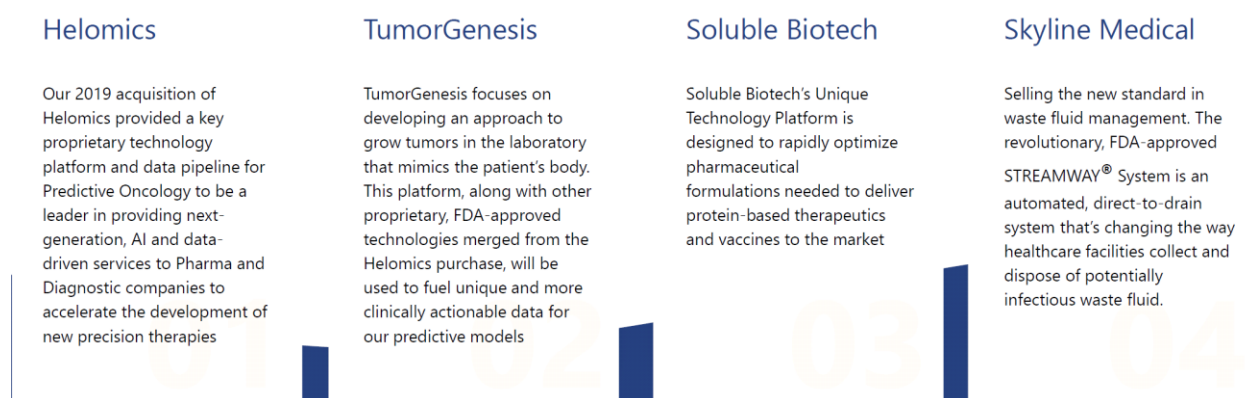 Helomics
Our 2019 acquisition of
Helomics provided a key
proprietary technology
platform and data pipeline for
Predictive Oncology to be a
leader in providing next-
generation, AI and data-
driven services to Pharma and
Diagnostic companies to
accelerate the development of
new precision therapies
01
TumorGenesis
TumorGenesis focuses on
developing an approach to
grow tumors in the laboratory
that mimics the patient's body.
This platform, along with other
proprietary, FDA-approved
technologies merged from the
Helomics purchase, will be
used to fuel unique and more
clinically actionable data for
our predictive models
02
Soluble Biotech
Soluble Biotech's Unique
Technology Platform is
designed to rapidly optimize
pharmaceutical
formulations needed to deliver
protein-based therapeutics
and vaccines to the market
03
Skyline Medical
Selling the new standard in
waste fluid management. The
revolutionary, FDA-approved
STREAMWAY® System is an
automated, direct-to-drain
system that's changing the way
healthcare facilities collect and
dispose of potentially
infectious waste fluid.
04